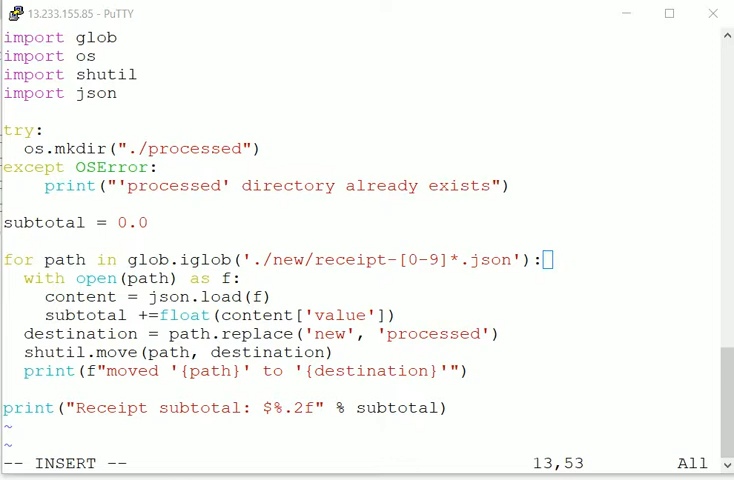 13.233.155.85 - PuTTY
import glob
import os
import shutil
import json
try:
  os.mkdir("./processed")
except OSError:
    print("'processed' directory already exists")
subtotal = 0.0
for path in glob.iglob('./new/receipt-[0-9]*.json'):
  with open(path) as f:
    content = json.load(f)
    subtotal +=float(content['value'])
  destination = path.replace('new', 'processed')
  shutil.move(path, destination)
  print(f"moved '{path}' to '{destination}'")
print("Receipt subtotal: $%.2f" % subtotal)
~
~
-- INSERT -- 13,53 All